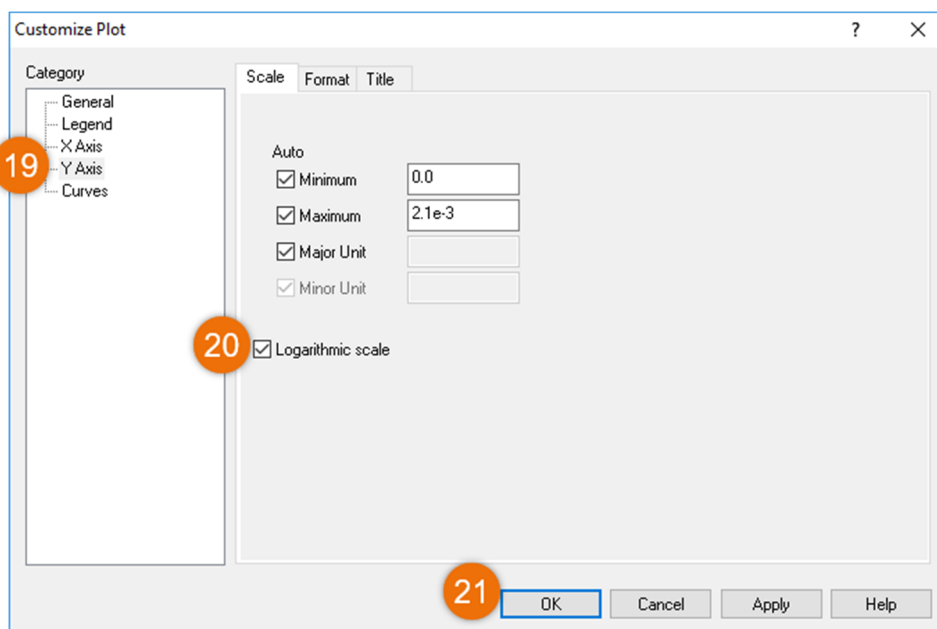 Customize Plot
?
Category
Scale Format Title
General
Legend
X Axis
19
Y Axis
Curves
Auto
Minimum 0.0
Maximum 2.1e-3
Major Unit
Minor Unit
20
Logarithmic scale
21
OK Cancel Apply Help